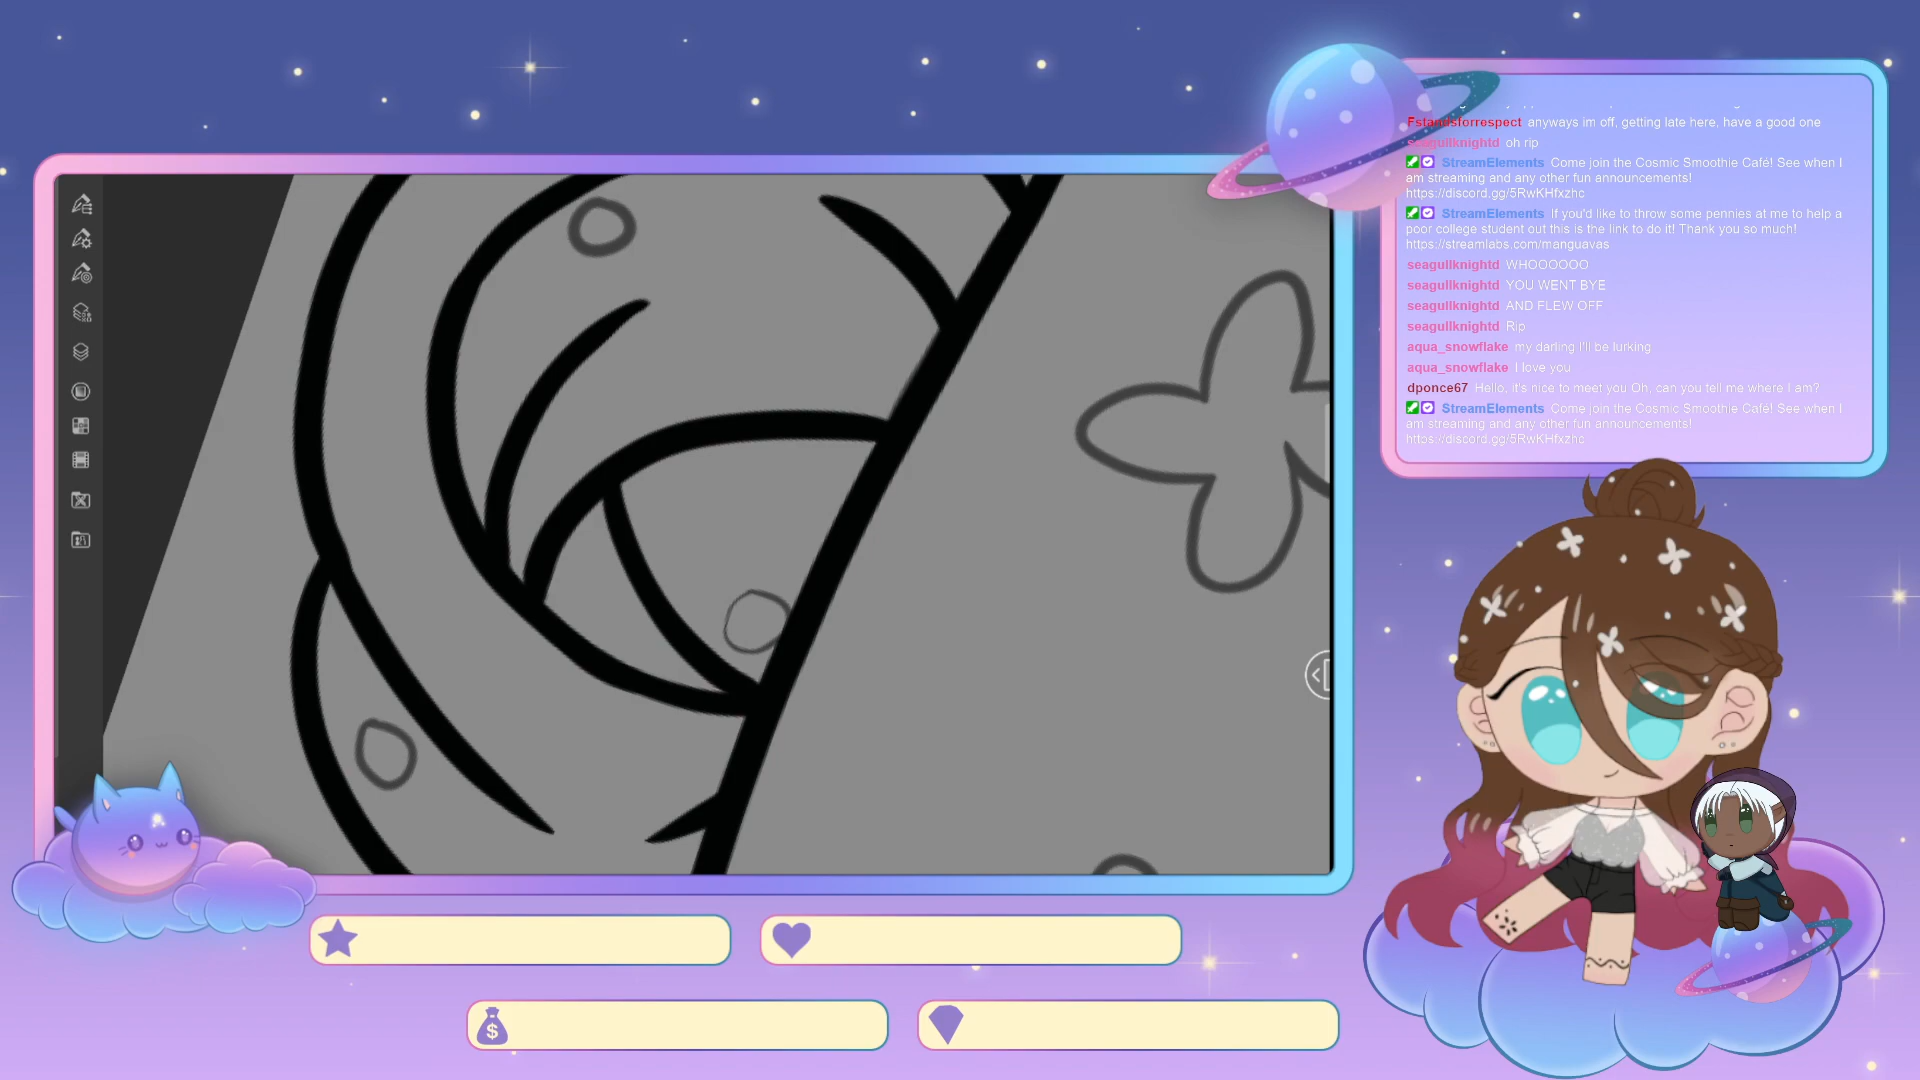 Fstandsforrespect anyways im off, getting late here, have a good one
seagullknightd oh rip
StreamElements Come join the Cosmic Smoothie Café! See when I
am streaming and any other fun announcements!
https://discord.gg/5RwKHfxzhc
StreamElements If you'd like to throw some pennies at me to help a
poor college student out this is the link to do it! Thank you so much!
https://streamlabs.com/manguavas
seagullknightd WHOOOOOO
seagullknightd YOU WENT BYE
seagullknightd AND FLEW OFF
seagullknightd Rip
aqua_snowflake my darling I'll be lurking
aqua_snowflake I love you
dponce67 Hello, it's nice to meet you Oh, can you tell me where I am?
StreamElements Come join the Cosmic Smoothie Café! See when I
am streaming and any other fun announcements!
https://discord.gg/5RwKHfxzhc